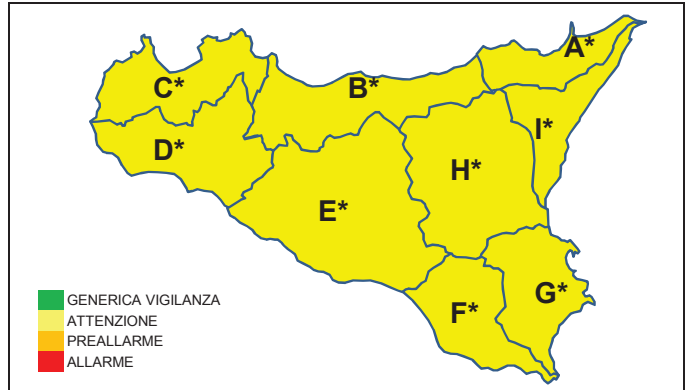 A*
C*
B*
I*
D*
H*
E*
G*
F*
GENERICA VIGILANZA
ATTENZIONE
PREALLARME
ALLARME